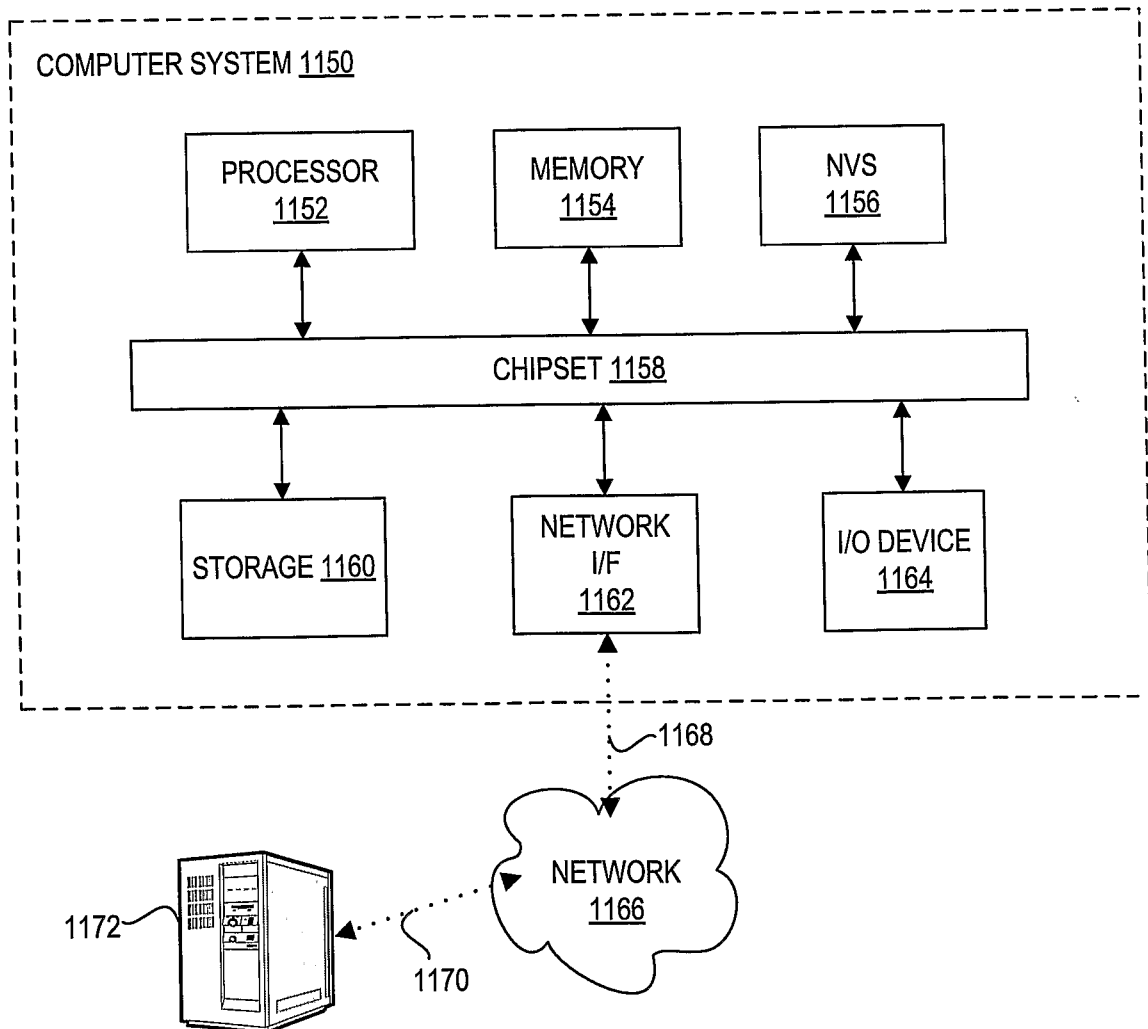 COMPUTER SYSTEM 1150
PROCESSOR
1152
MEMORY
1154
NVS
1156
CHIPSET 1158
STORAGE 1160
NETWORK
I/F
1162
I/O DEVICE
1164
1168
NETWORK
1166
1172
1170